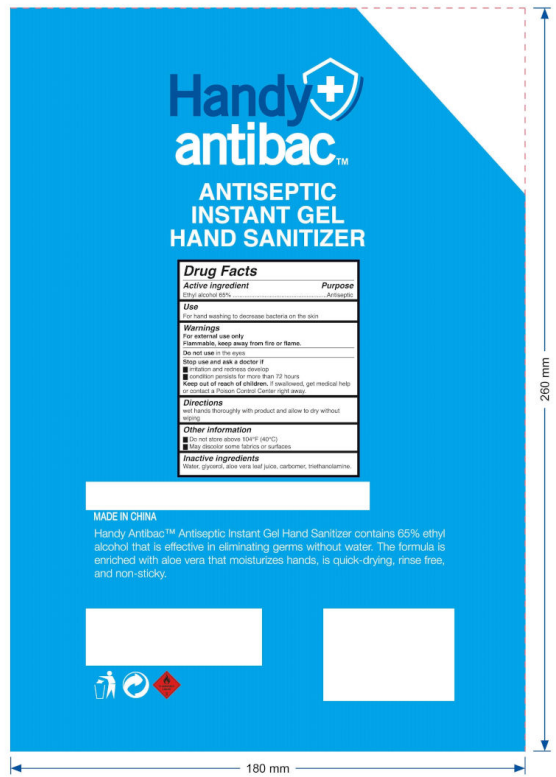 Handy
antibac™
ANTISEPTIC
INSTANT GEL
HAND SANITIZER
Drug Facts
Active ingredient Purpose
Ethyl alcohol 65%..........................................Antiseptic
Use
For hand washing to decrease bacteria on the skin
Warnings
For external use only
Flammable, keep away from fire or flame.
Do not use in the eyes
Stop use and ask a doctor if
■ irritation and redness develop
■ condition persists for more than 72 hours
Keep out of reach of children, If swallowed, get medical help
or contact a Poison Control Center right away.
Directions
wet hands thoroughly with product and allow to dry without
wiping.
Other information
■ Do not store above 104°F (40°C)
■ May discolor some fabrics or surfaces
Inactive ingredients
Water, glycerol, aloe vera leaf juice, carbomer, triethanolamine.
MADE IN CHINA
Handy Antibac™ Antiseptic Instant Gel Hand Sanitizer contains 65% ethyl
alcohol that is effective in eliminating germs without water. The formula is
enriched with aloe vera that moisturizes hands, is quick-drying, rinse free,
and non-sticky.
260 mm
180 mm